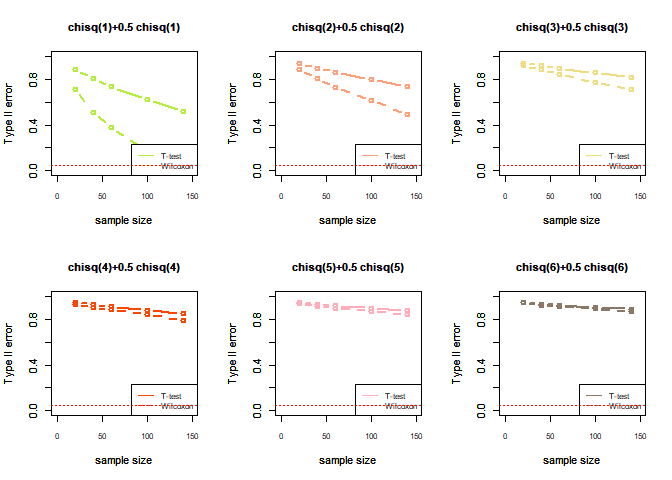 chisq(1)+0.5 chisq(1)
Type II error
0.0 0.4 0.8
T-test
Wilcoxon
0 50 100 150
sample size
chisq(2)+0.5 chisq(2)
Type II error
0.0 0.4 0.8
T-test
Wilcoxon
0 50 100 150
sample size
chisq(3)+0.5 chisq(3)
Type II error
0.0 0.4 0.8
T-test
Wilcoxon
0 50 100 150
sample size
chisq(4)+0.5 chisq(4)
Type II error
0.0 0.4 0.8
T-test
Wilcoxon
0 50 100 150
sample size
chisq(5)+0.5 chisq(5)
Type II error
0.0 0.4 0.8
T-test
Wilcoxon
0 50 100 150
sample size
chisq(6)+0.5 chisq(6)
Type II error
0.0 0.4 0.8
T-test
Wilcoxon
0 50 100 150
sample size